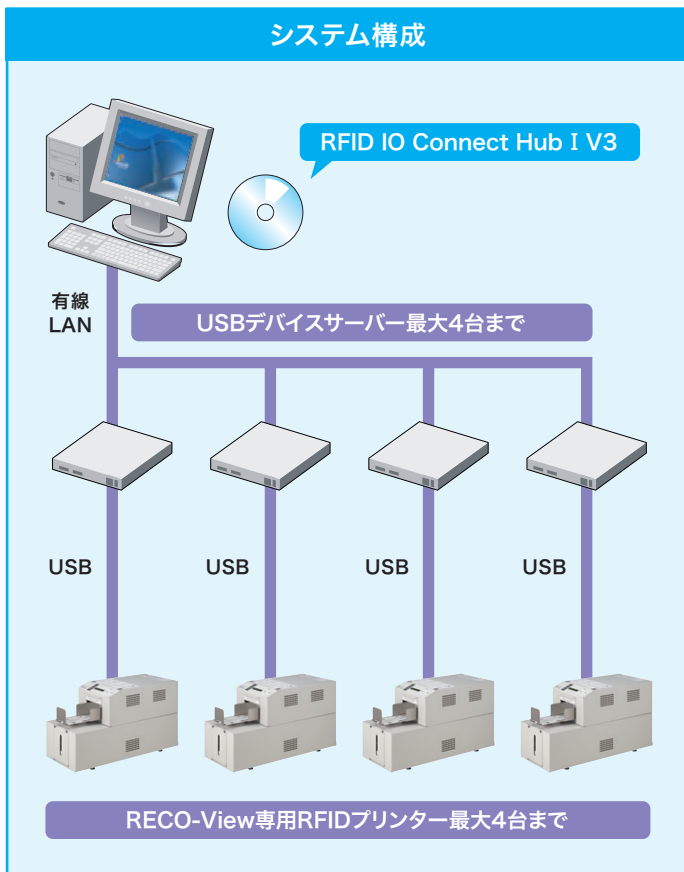 システム構成
RFID IO Connect Hub I V3
有線
LAN
USBデバイスサーバー最大4台まで
USB
USB
USB
USB
RECO-View専用RFIDプリンター最大4台まで